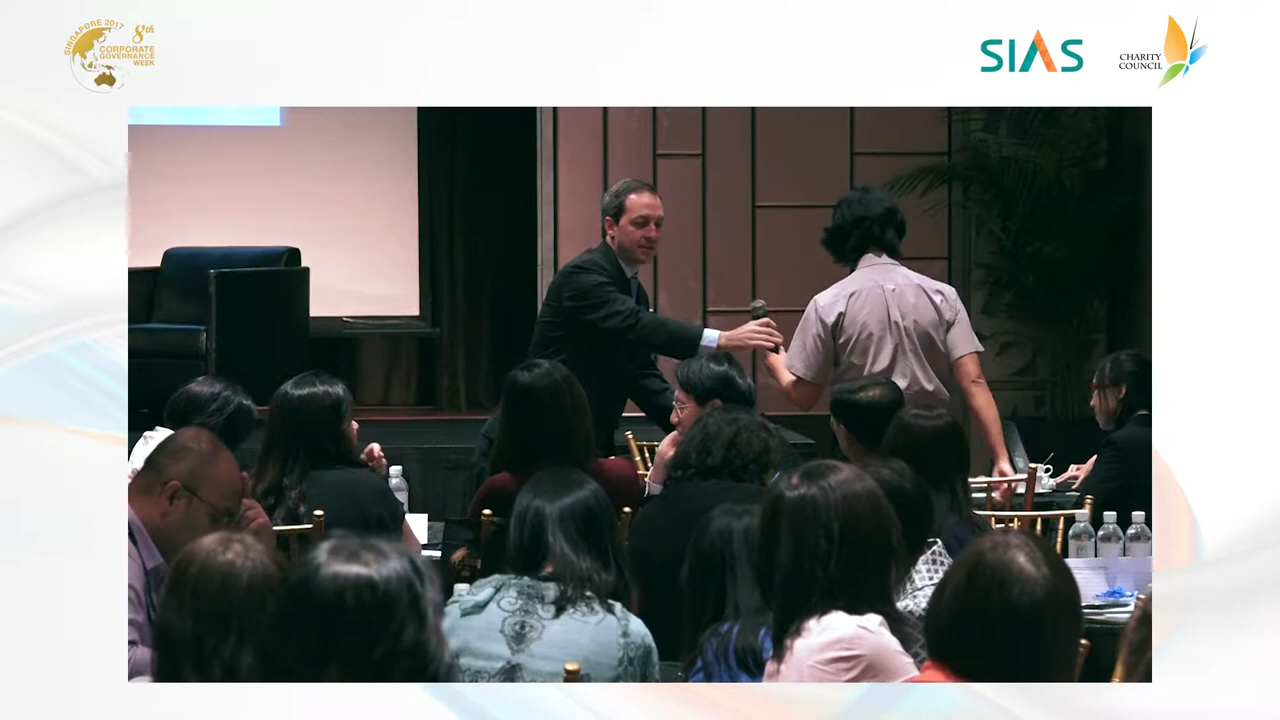 SINGAPORE 2017
8th
CORPORATE
GOVERNANCE
WEEK
SIAS
CHARITY
COUNCIL